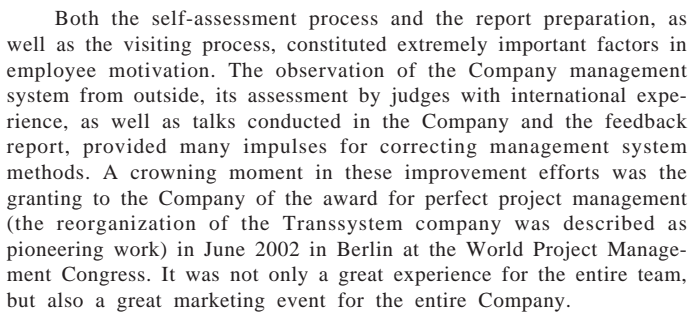 Both the self-assessment process and the report preparation, as
well as the visiting process, constituted extremely important factors in
employee motivation. The observation of the Company management
system from outside, its assessment by judges with international expe-
rience, as well as talks conducted in the Company and the feedback
report, provided many impulses for correcting management system
methods. A crowning moment in these improvement efforts was the
granting to the Company of the award for perfect project management
(the reorganization of the Transsystem company was described as
pioneering work) in June 2002 in Berlin at the World Project Manage-
ment Congress. It was not only a great experience for the entire team,
but also a great marketing event for the entire Company.